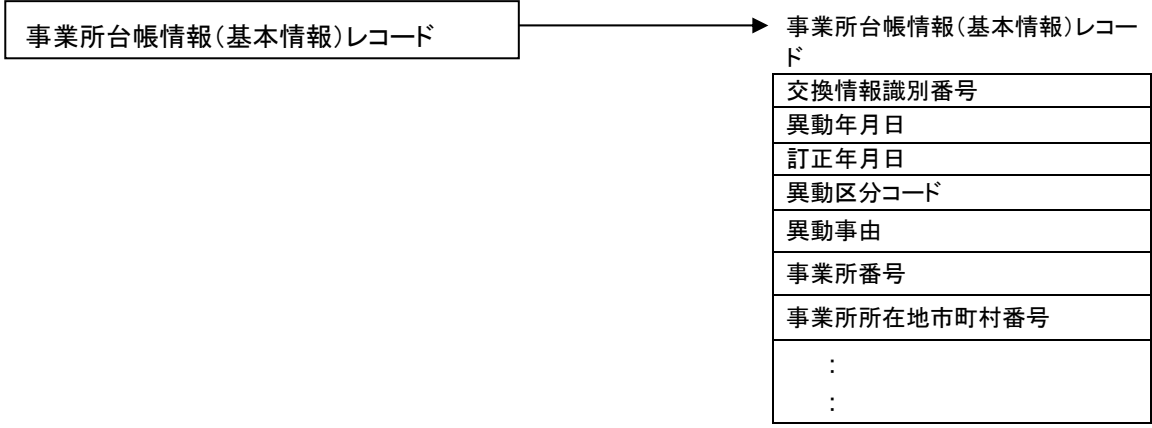 事業所台帳情報(基本情報)レコード
事業所台帳情報(基本情報)レコー
ド
交換情報識別番号
異動年月日
訂正年月日
異動区分コード
異動事由
事業所番号
事業所所在地市町村番号
:
: